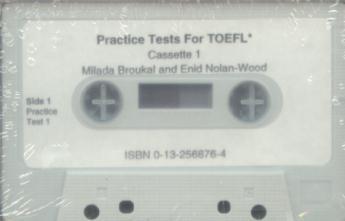 Practice Tests For TOEFL*
Cassette 1
Milada Broukal and Enid Nolan-Wood
Side 1
Practice
Test 1
ISBN 0-13-256676-4